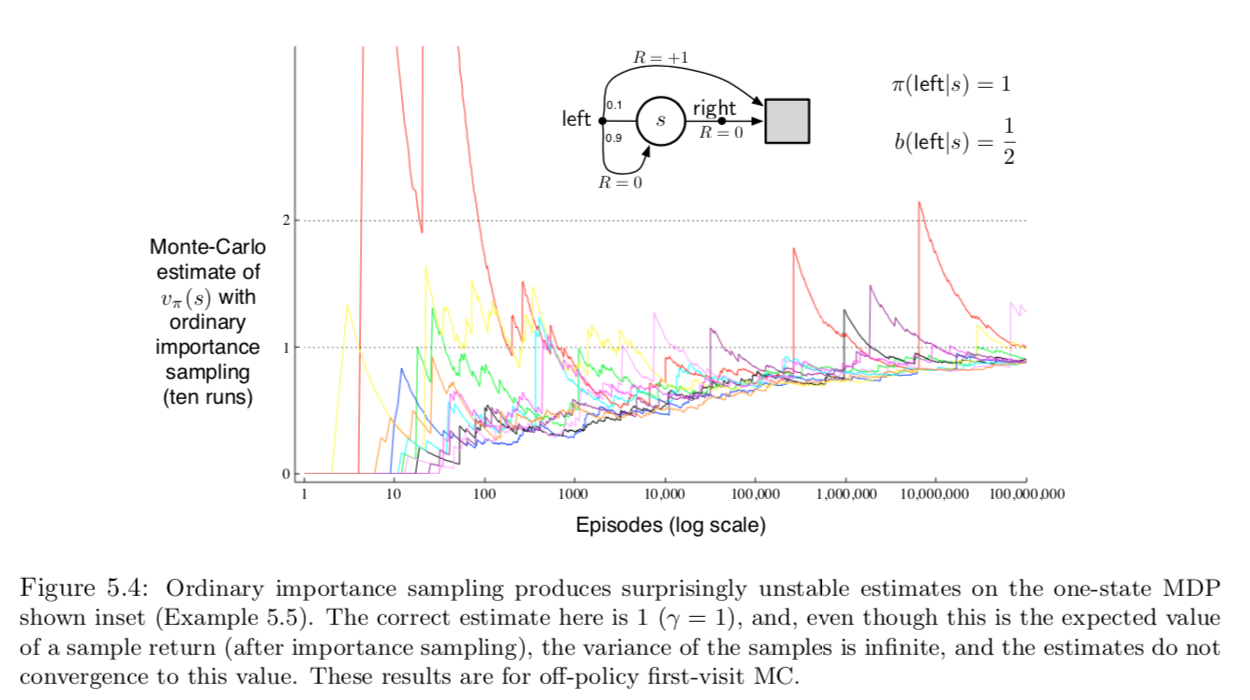 R = +1
π(left|s) = 1
0.1
right
left
s
0.9
R = 0
b(left|s) = 1/2
R = 0
2
Monte-Carlo
estimate of
vπ(s) with
ordinary
importance
sampling
(ten runs)
1
0
1 10 100 1000 10,000 100,000 1,000,000 10,000,000 100,000,000
Episodes (log scale)
Figure 5.4: Ordinary importance sampling produces surprisingly unstable estimates on the one-state MDP
shown inset (Example 5.5). The correct estimate here is 1 (γ = 1), and, even though this is the expected value
of a sample return (after importance sampling), the variance of the samples is infinite, and the estimates do not
convergence to this value. These results are for off-policy first-visit MC.